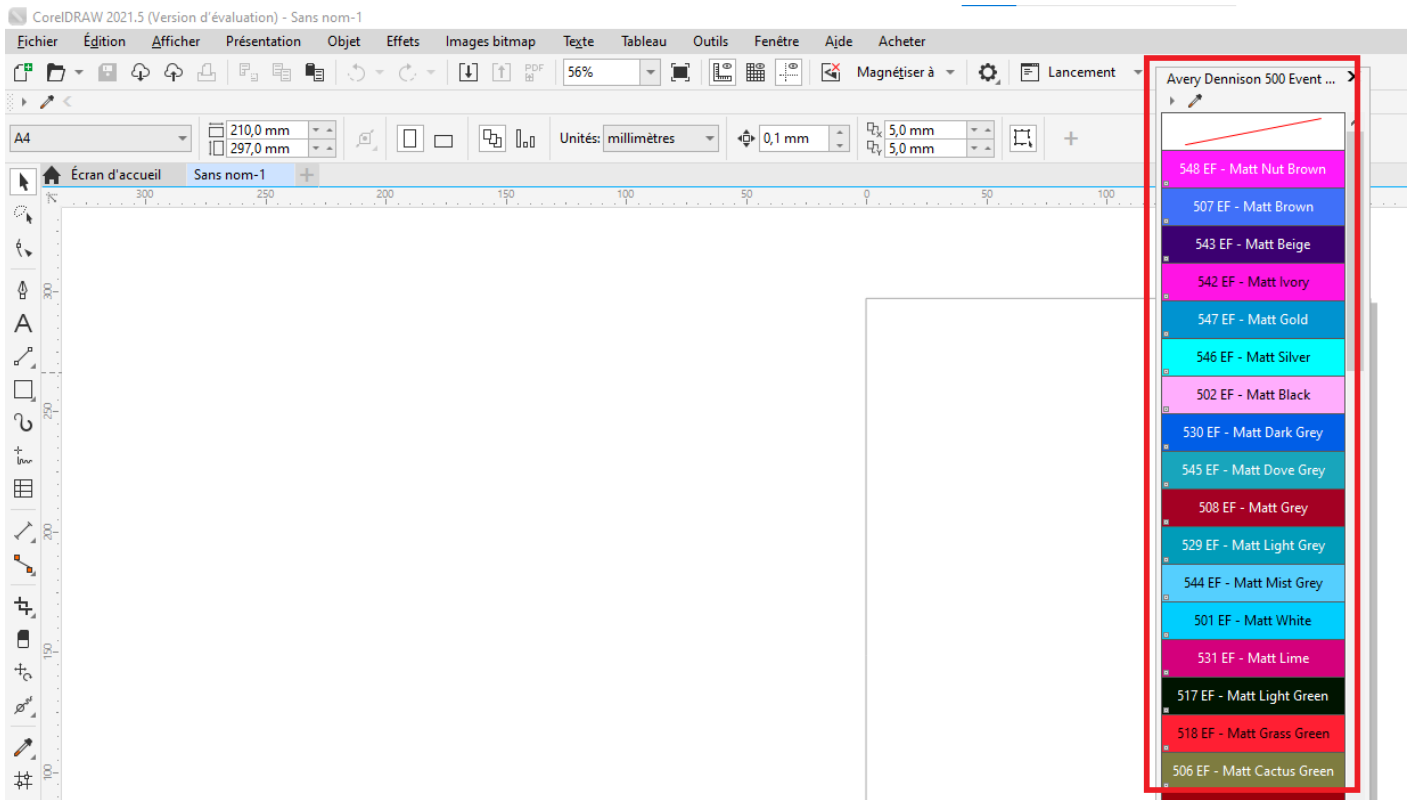 CorelDRAW 2021.5 (Version d'évaluation) - Sans nom-1
Fichier Édition Afficher Présentation Objet Effets Images bitmap Texte Tableau Outils Fenêtre Aide Acheter
PDF 56% Magnétiser à Lancement
A4 210,0 mm 297,0 mm Unités: millimètres 0,1 mm 5,0 mm 5,0 mm
Écran d'accueil Sans nom-1
300 250 200 150 100 50 0 50 100
300
250
200
150
100
Avery Dennison 500 Event ...
548 EF - Matt Nut Brown
507 EF - Matt Brown
543 EF - Matt Beige
542 EF - Matt Ivory
547 EF - Matt Gold
546 EF - Matt Silver
502 EF - Matt Black
530 EF - Matt Dark Grey
545 EF - Matt Dove Grey
508 EF - Matt Grey
529 EF - Matt Light Grey
544 EF - Matt Mist Grey
501 EF - Matt White
531 EF - Matt Lime
517 EF - Matt Light Green
518 EF - Matt Grass Green
506 EF - Matt Cactus Green